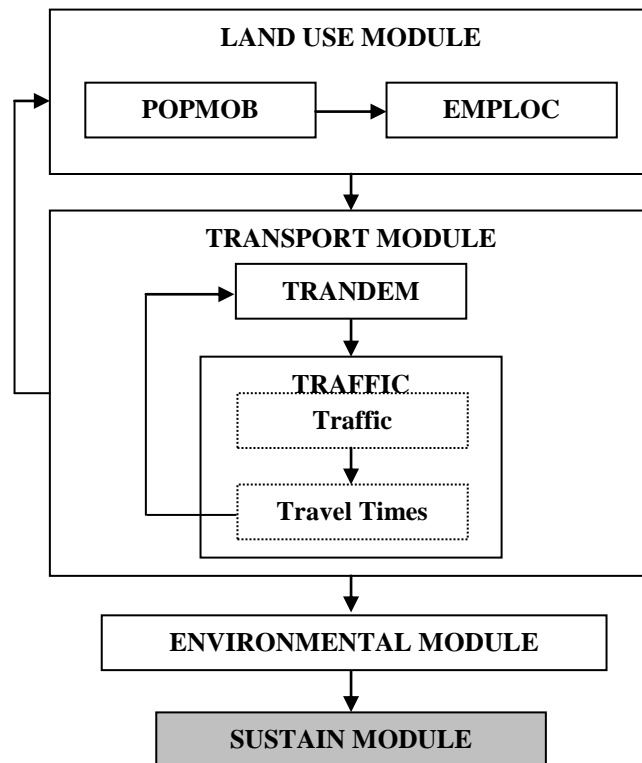 LAND USE MODULE
POPMOB
EMPLOC
TRANSPORT MODULE
TRANDEM
TRAFFIC
Traffic
Travel Times
ENVIRONMENTAL MODULE
SUSTAIN MODULE